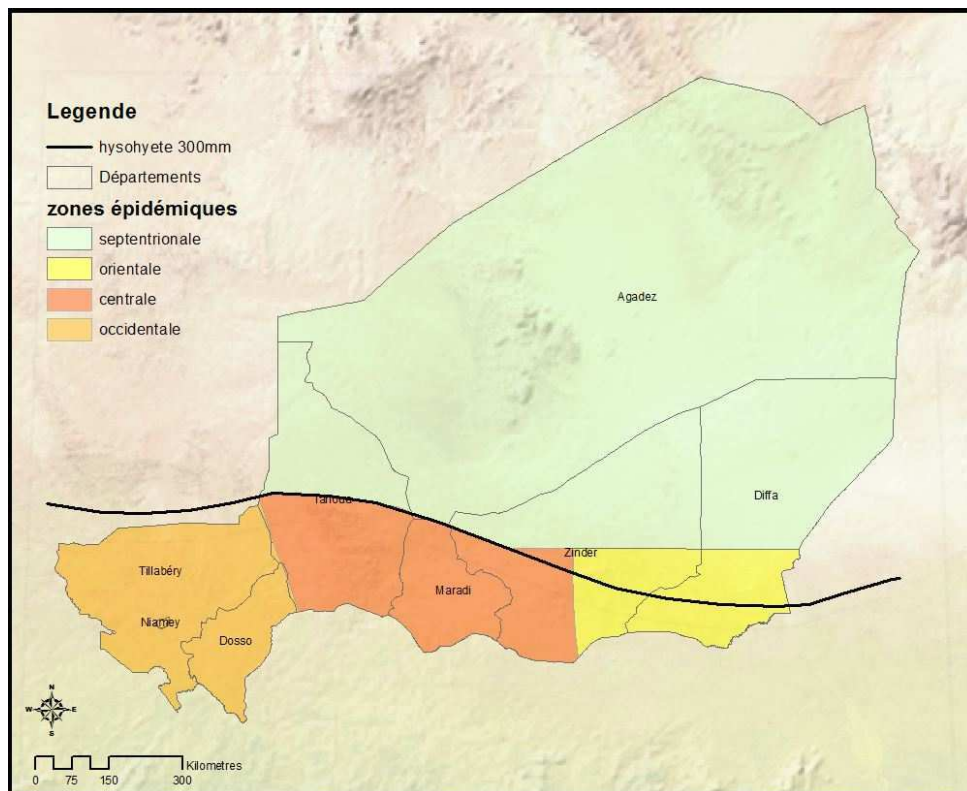 Legende
hysohyete 300mm
Départements
zones épidémiques
septentrionale
orientale
centrale
occidentale
Agadez
Tahoua
Diffa
Zinder
Tillabéry
Maradi
Niamey
Dosso
N
W E
S
Kilometres
0 75 150 300